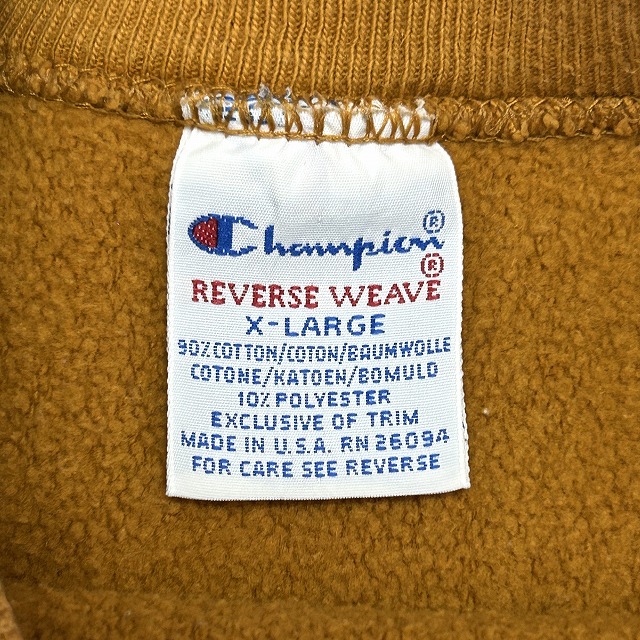 Champion®
®
REVERSE WEAVE
X-LARGE
90% COTTON/COTON/BAUMWOLLE
COTONE/KATOEN/BOMULD
10% POLYESTER
EXCLUSIVE OF TRIM
MADE IN U.S.A. RN 26094
FOR CARE SEE REVERSE